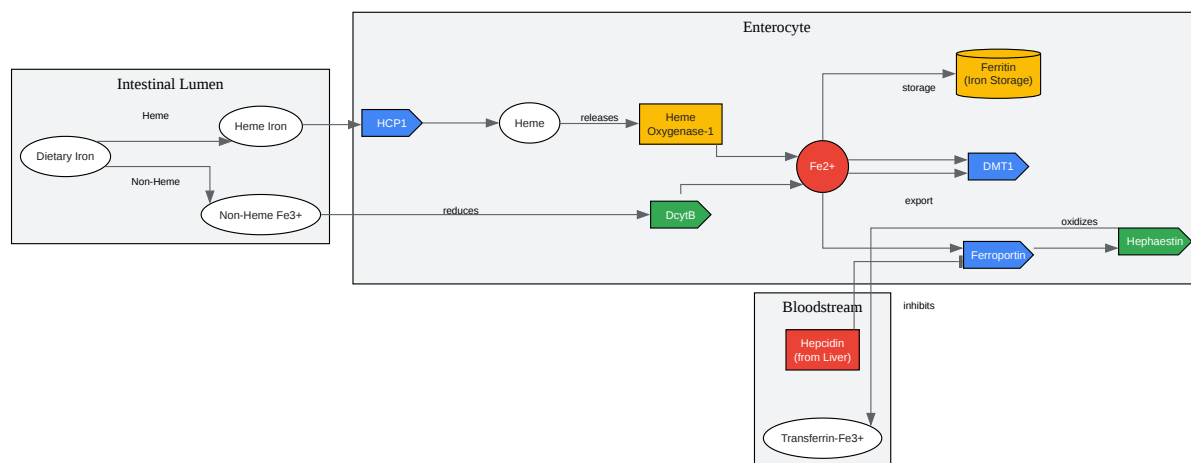 Enterocyte
Intestinal Lumen
Heme
Heme Iron
Dietary Iron
Non-Heme
Non-Heme Fe3+
HCP1
Heme
releases
Heme
Oxygenase-1
reduces
DcytB
Fe2+
storage
Ferritin
(Iron Storage)
DMT1
export
oxidizes
Ferroportin
Hephaestin
Bloodstream
inhibits
Hepcidin
(from Liver)
Transferrin-Fe3+